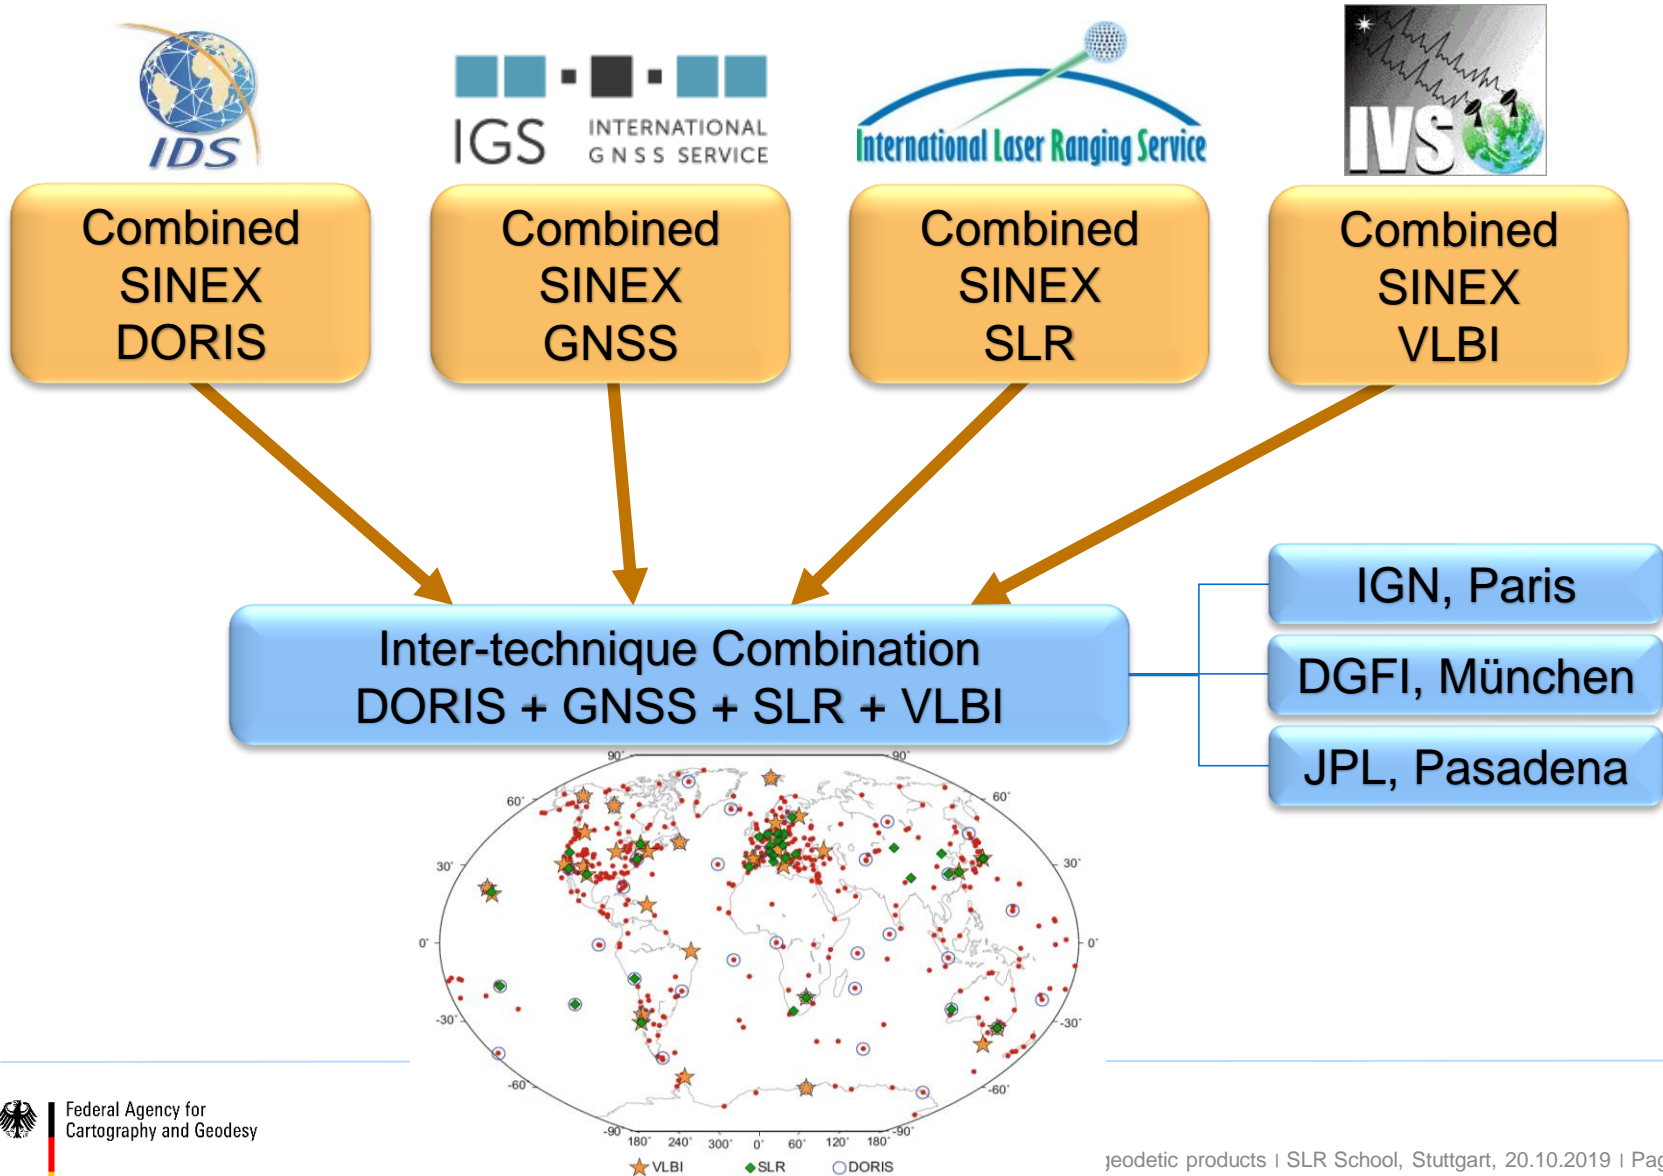 IDS
IGS
INTERNATIONAL
GNSS SERVICE
International Laser Ranging Service
IVS
Combined
SINEX
DORIS
Combined
SINEX
GNSS
Combined
SINEX
SLR
Combined
SINEX
VLBI
Inter-technique Combination
DORIS + GNSS + SLR + VLBI
IGN, Paris
DGFI, München
JPL, Pasadena
90˚ 90˚
60˚ 60˚
30˚ 30˚
0˚ 0˚
-30˚ -30˚
-60˚ -60˚
-90˚ -90˚
180˚ 240˚ 300˚ 0˚ 60˚ 120˚ 180˚
VLBI SLR DORIS
Federal Agency for
Cartography and Geodesy
geodetic products | SLR School, Stuttgart, 20.10.2019 |